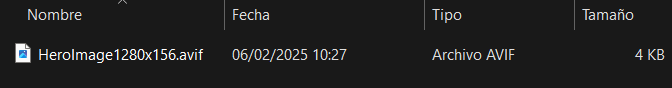 Nombre Fecha Tipo Tamaño
HeroImage1280x156.avif 06/02/2025 10:27 Archivo AVIF 4 KB